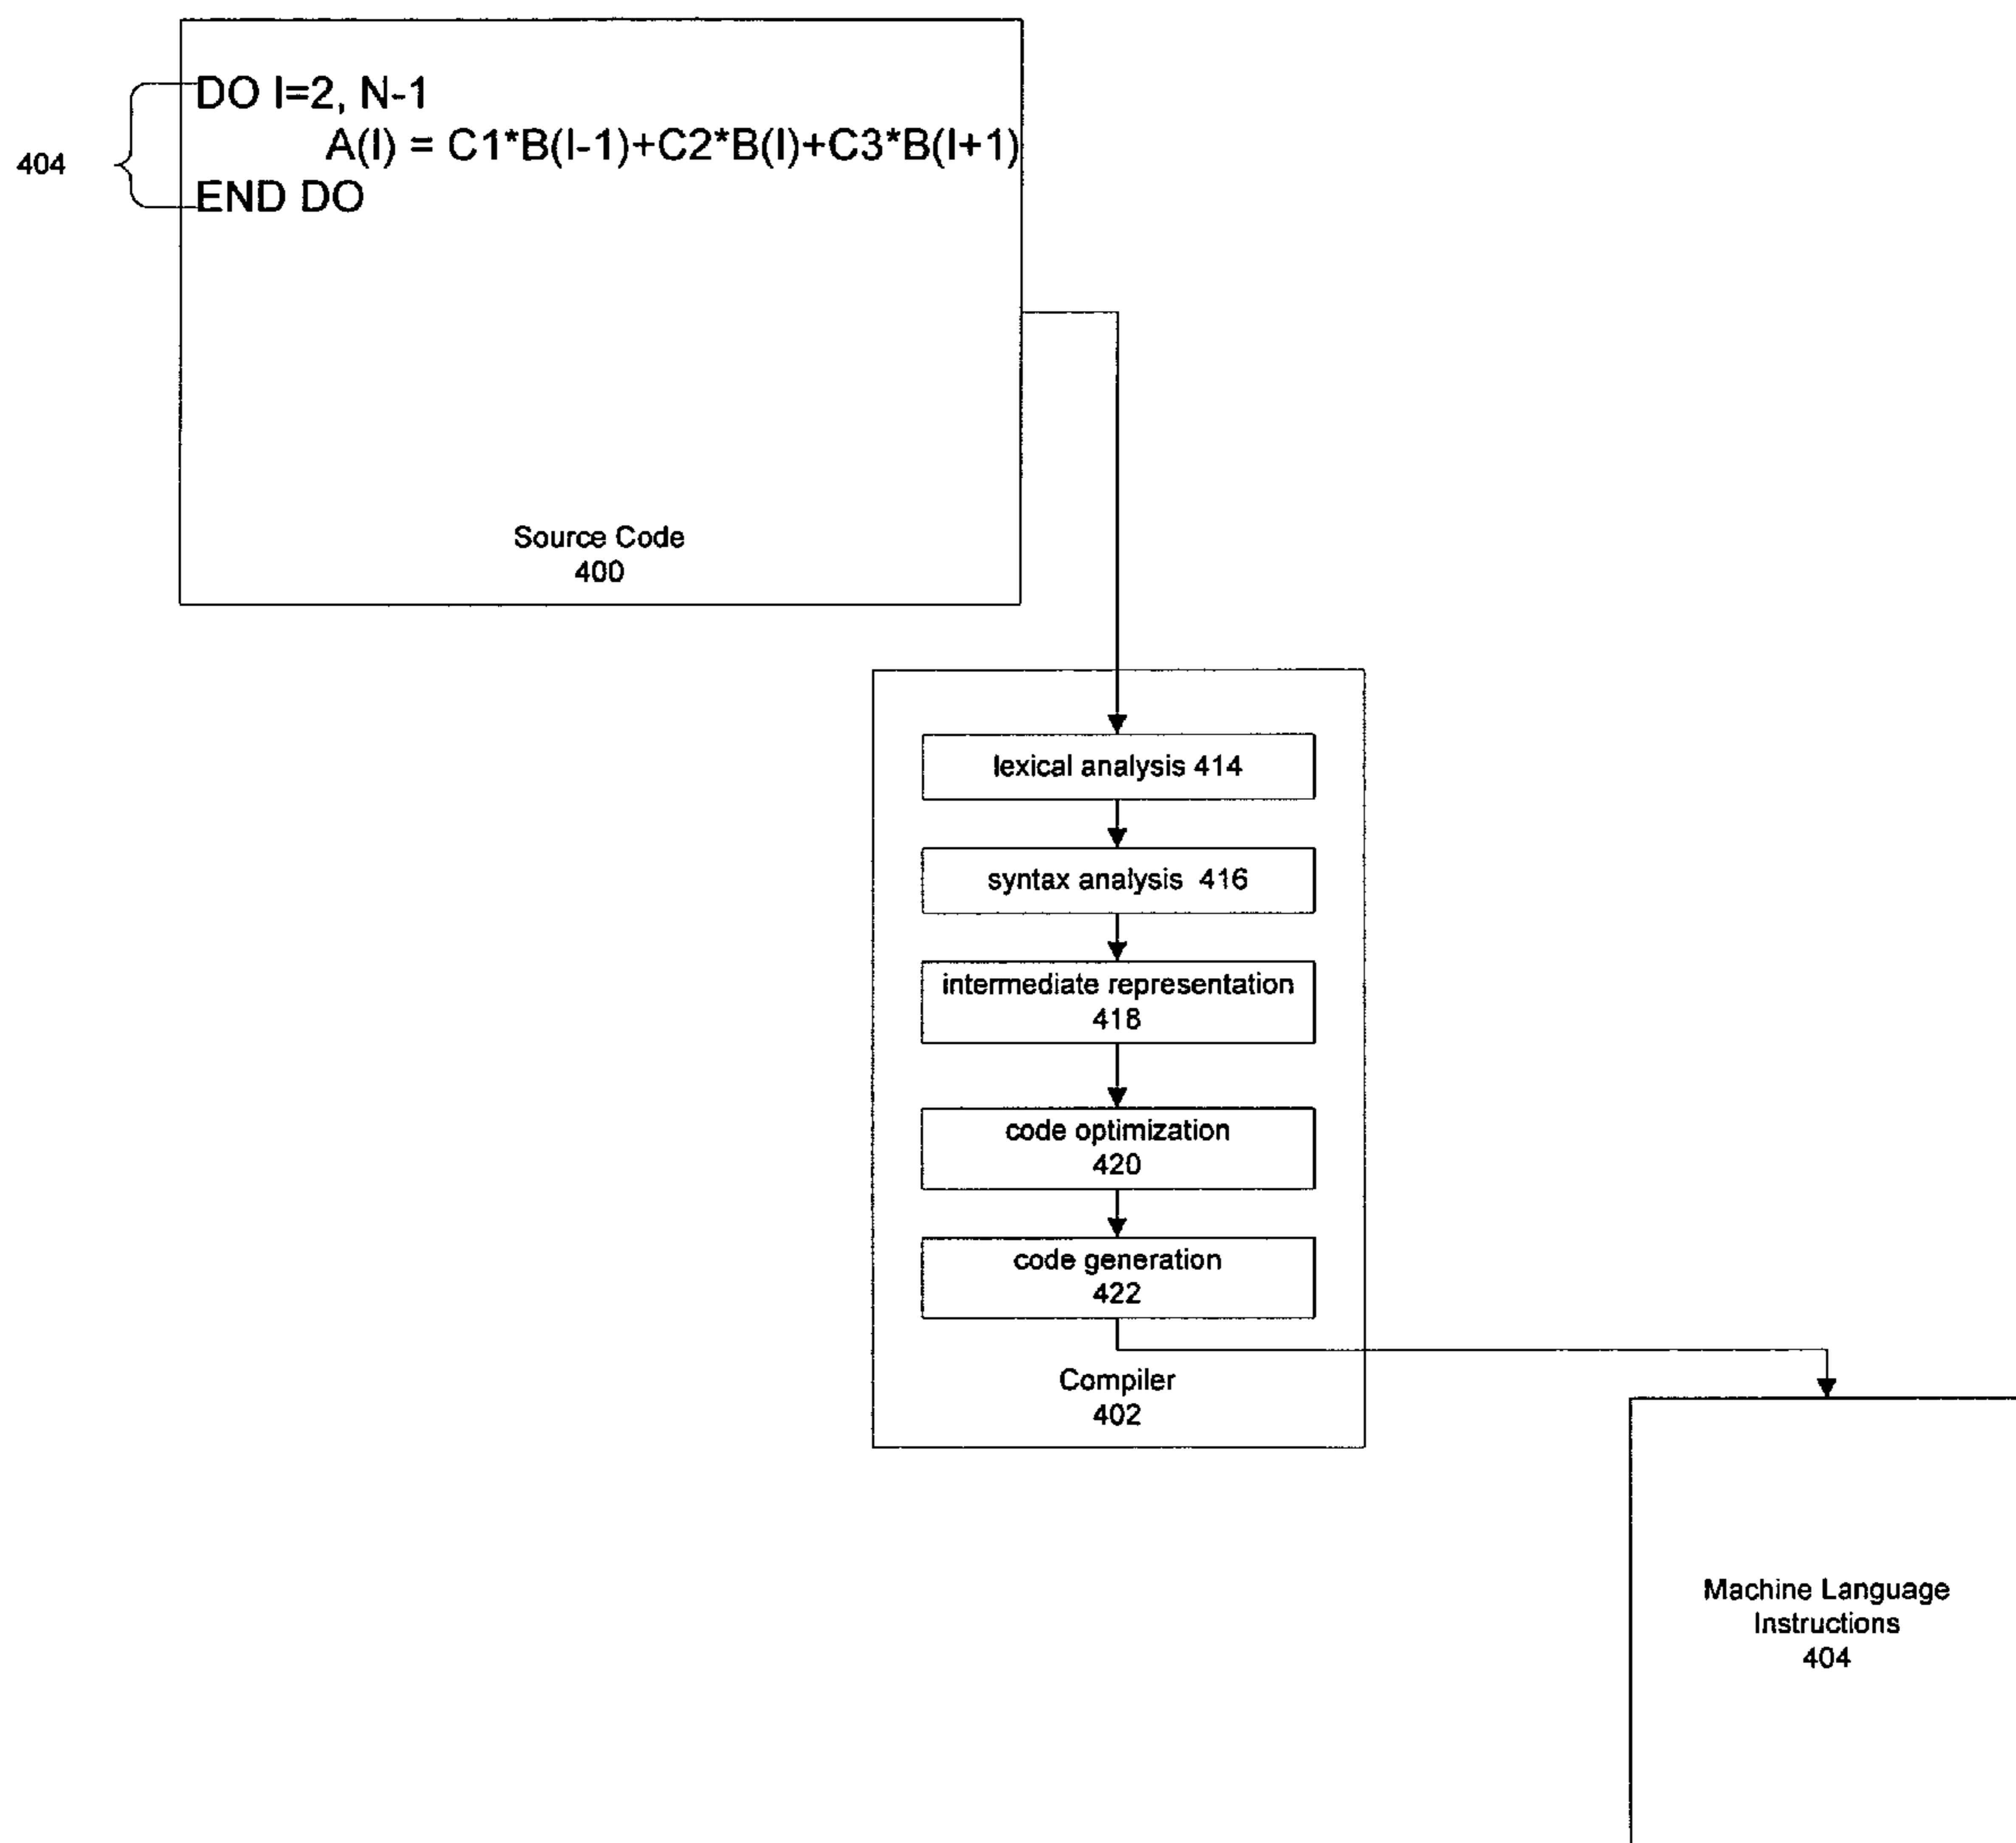 DO I=2, N-1
A(I) = C1*B(I-1)+C2*B(I)+C3*B(I+1)
END DO
404
Source Code
400
lexical analysis 414
syntax analysis 416
intermediate representation
418
code optimization
420
code generation
422
Compiler
402
Machine Language
Instructions
404